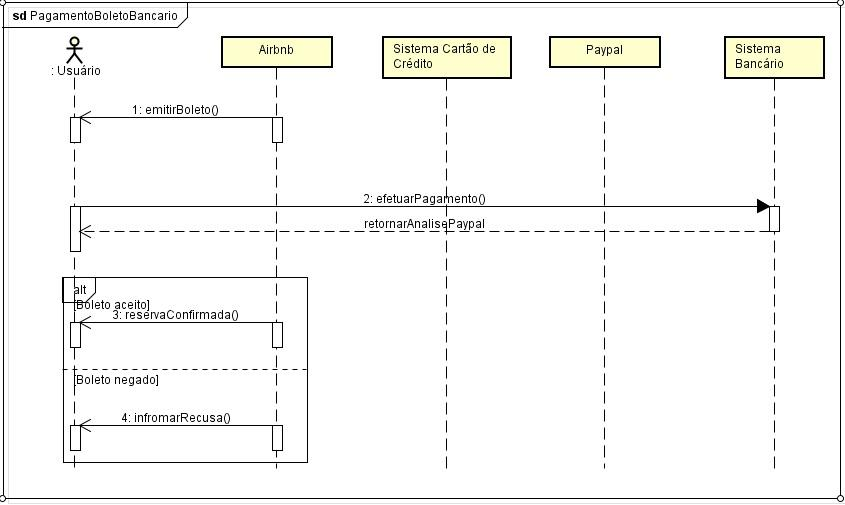 sd PagamentoBoletoBancario
: Usuário
Airbnb
Sistema Cartão de
Crédito
Paypal
Sistema
Bancário
1: emitirBoleto()
2: efetuarPagamento()
retornarAnalisePaypal
alt
[Boleto aceito]
3: reservaConfirmada()
[Boleto negado]
4: infromarRecusa()